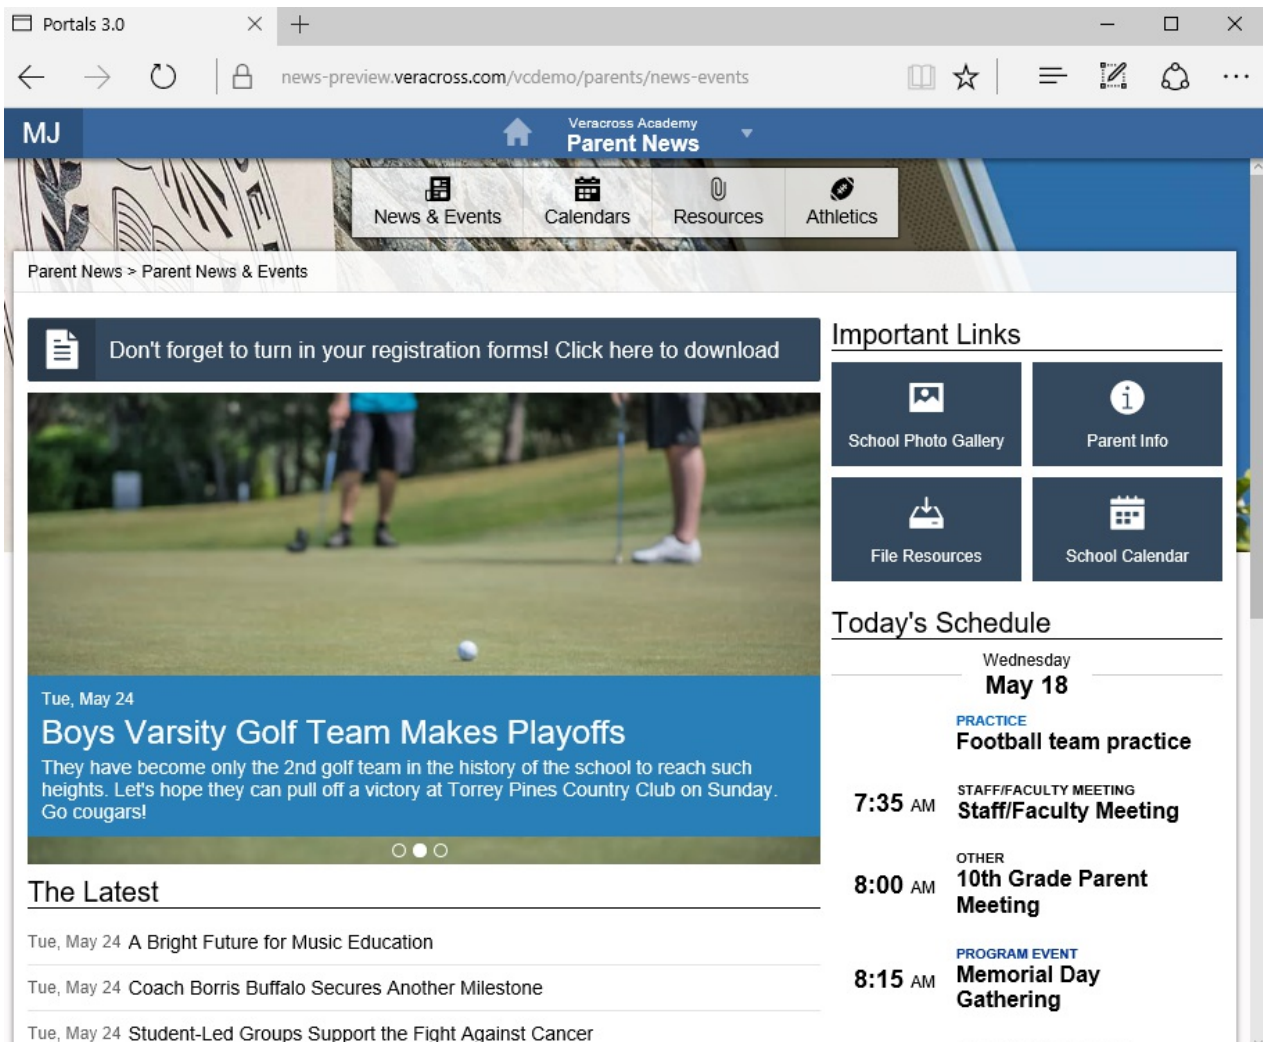 Portals 3.0
news-preview.veracross.com/vcdemo/parents/news-events
MJ
Veracross Academy
Parent News
News & Events
Calendars
Resources
Athletics
Parent News > Parent News & Events
Don't forget to turn in your registration forms! Click here to download
Tue, May 24
Boys Varsity Golf Team Makes Playoffs
They have become only the 2nd golf team in the history of the school to reach such
heights. Let's hope they can pull off a victory at Torrey Pines Country Club on Sunday.
Go cougars!
The Latest
Tue, May 24 A Bright Future for Music Education
Tue, May 24 Coach Borris Buffalo Secures Another Milestone
Tue, May 24 Student-Led Groups Support the Fight Against Cancer
Important Links
School Photo Gallery
Parent Info
File Resources
School Calendar
Today's Schedule
Wednesday
May 18
PRACTICE
Football team practice
7:35 AM
STAFF/FACULTY MEETING
Staff/Faculty Meeting
8:00 AM
OTHER
10th Grade Parent
Meeting
8:15 AM
PROGRAM EVENT
Memorial Day
Gathering